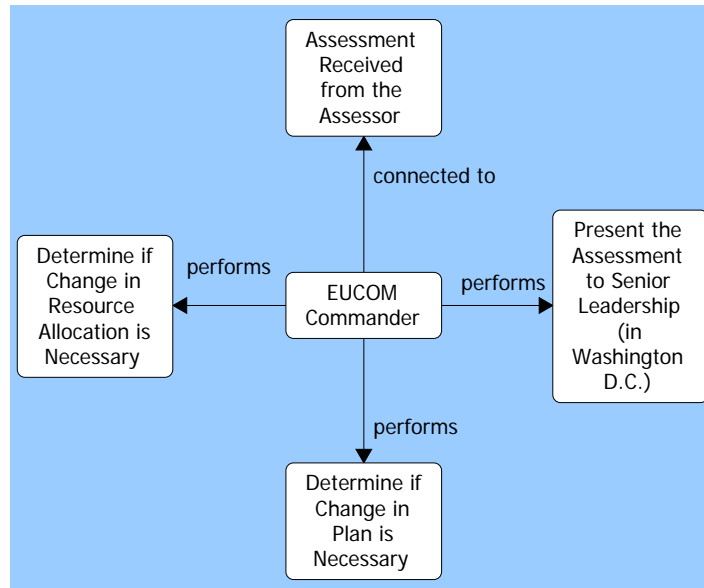 Assessment
Received
from the
Assessor
connected to
Determine if
Change in
Resource
Allocation is
Necessary
performs
EUCOM
Commander
performs
Present the
Assessment
to Senior
Leadership
(in
Washington
D.C.)
performs
Determine if
Change in
Plan is
Necessary